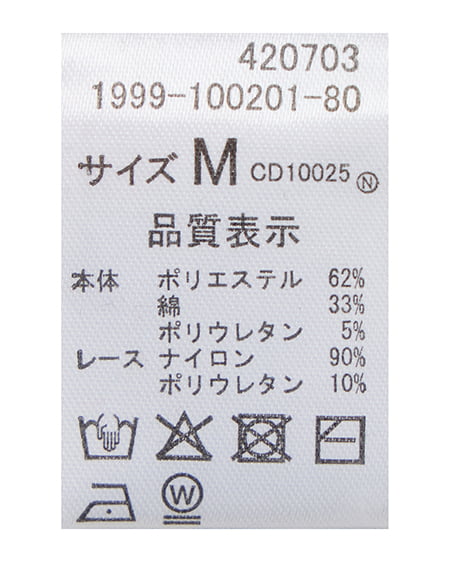 420703
1999-100201-80
サイズ M CD10025 Ⓝ
品質表示
本体 ポリエステル 62%
綿 33%
ポリウレタン 5%
レース ナイロン 90%
ポリウレタン 10%
W